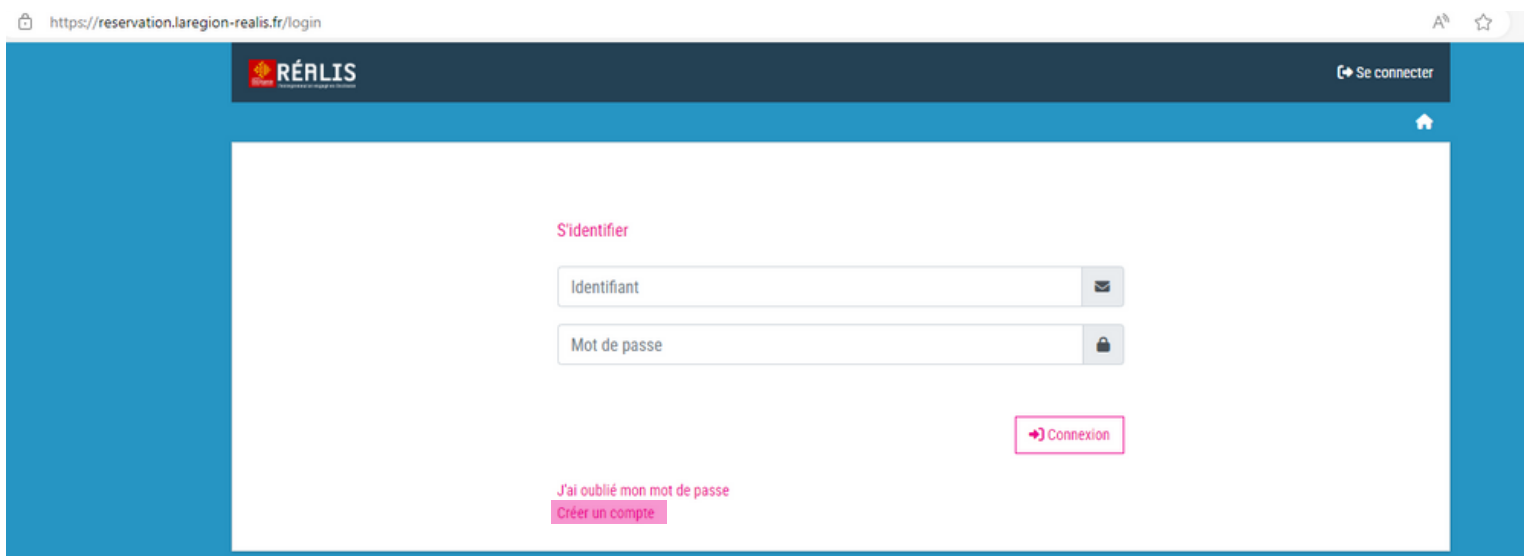 https://reservation.laregion-realis.fr/login
RÉALIS
Se connecter
S'identifier
Identifiant
Mot de passe
Connexion
J'ai oublié mon mot de passe
Créer un compte